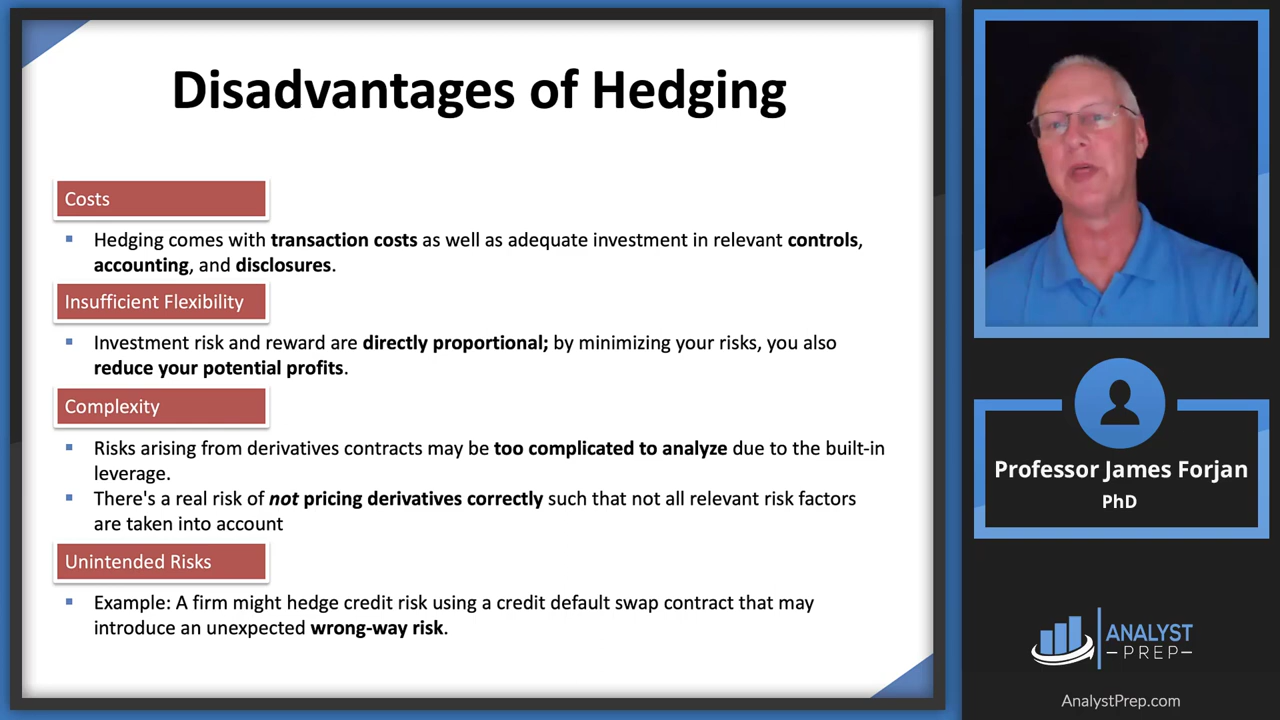 Disadvantages of Hedging
Costs
Hedging comes with transaction costs as well as adequate investment in relevant controls,
accounting, and disclosures.
Insufficient Flexibility
Investment risk and reward are directly proportional; by minimizing your risks, you also
reduce your potential profits.
Complexity
Risks arising from derivatives contracts may be too complicated to analyze due to the built-in
leverage.
There's a real risk of not pricing derivatives correctly such that not all relevant risk factors
are taken into account
Unintended Risks
Example: A firm might hedge credit risk using a credit default swap contract that may
introduce an unexpected wrong-way risk.
Professor James Forjan
PhD
ANALYST
PREP
AnalystPrep.com